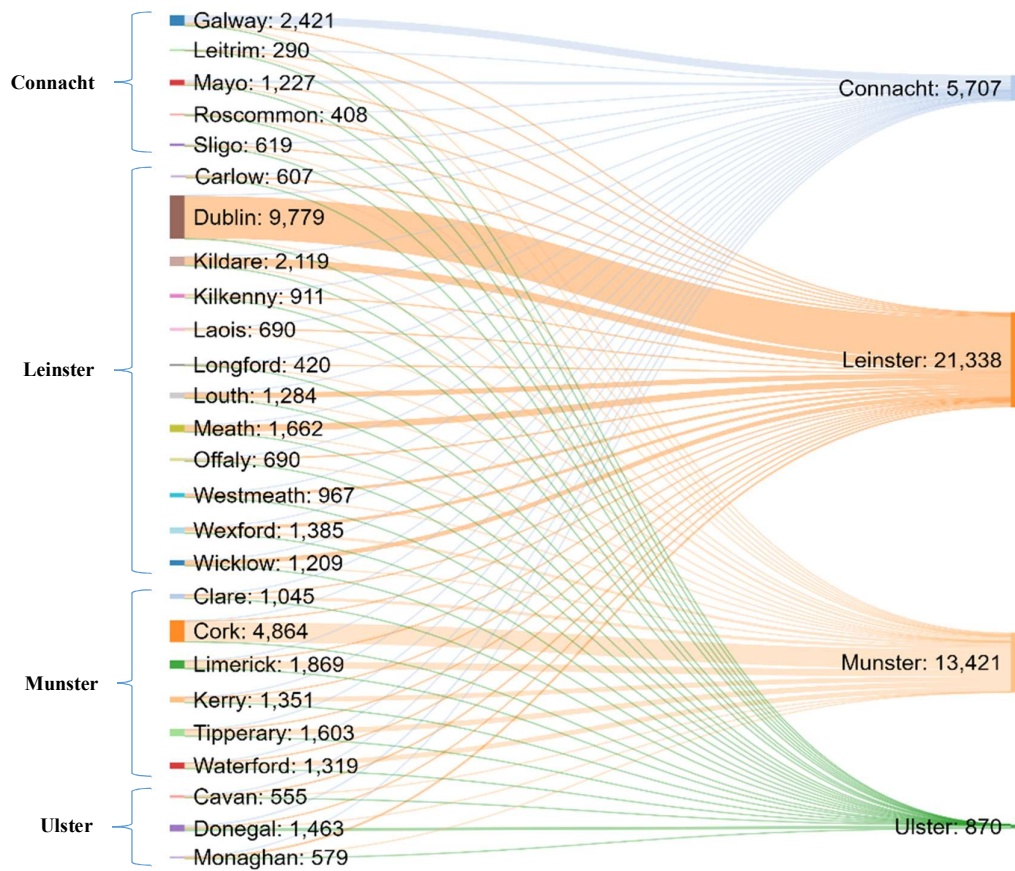 Connacht
Galway: 2,421
Leitrim: 290
Mayo: 1,227
Roscommon: 408
Sligo: 619
Leinster
Carlow: 607
Dublin: 9,779
Kildare: 2,119
Kilkenny: 911
Laois: 690
Longford: 420
Louth: 1,284
Meath: 1,662
Offaly: 690
Westmeath: 967
Wexford: 1,385
Wicklow: 1,209
Munster
Clare: 1,045
Cork: 4,864
Limerick: 1,869
Kerry: 1,351
Tipperary: 1,603
Waterford: 1,319
Ulster
Cavan: 555
Donegal: 1,463
Monaghan: 579
Connacht: 5,707
Leinster: 21,338
Munster: 13,421
Ulster: 870